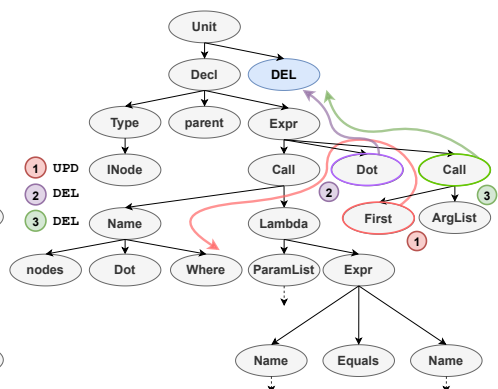 Unit
Decl
DEL
Type
parent
Expr
1 UPD
INode
Call
Dot
Call
2 DEL
2
3
3 DEL
Name
Lambda
First
ArgList
1
nodes
Dot
Where
ParamList
Expr
Name
Equals
Name